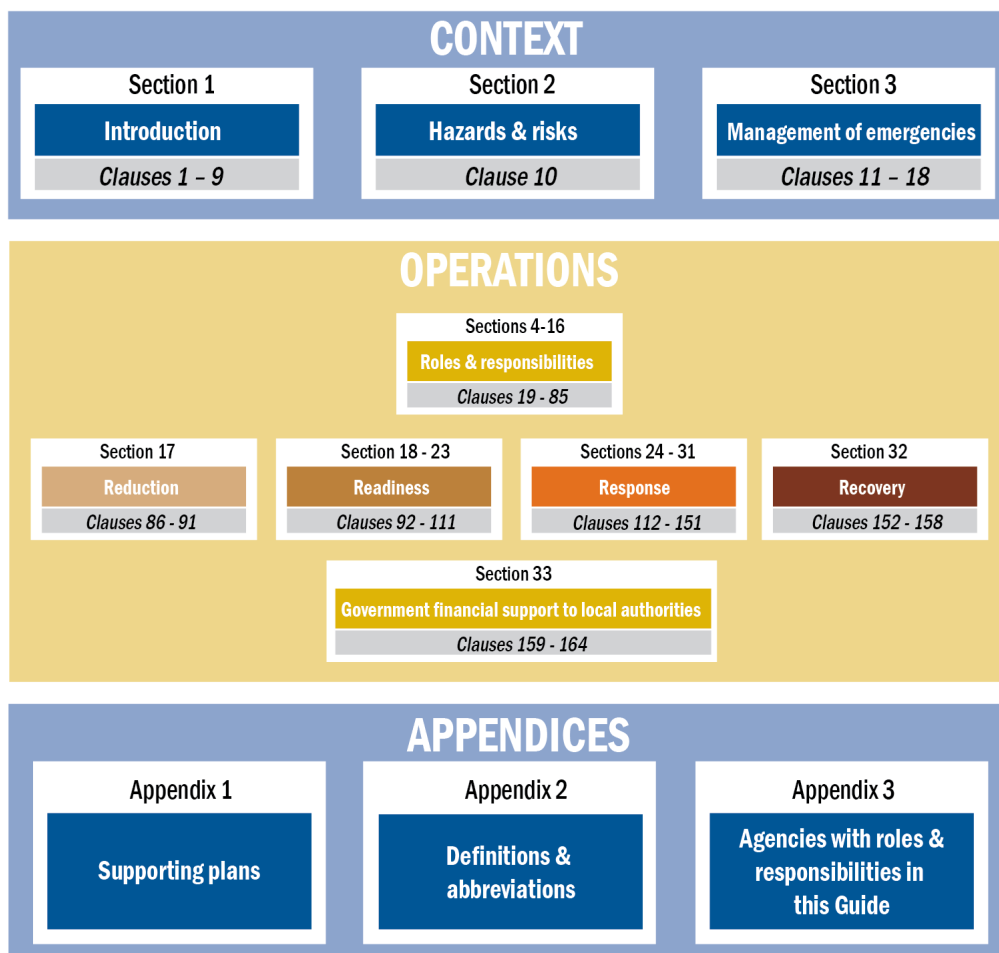 CONTEXT
Section 1
Introduction
Clauses 1 – 9
Section 2
Hazards & risks
Clause 10
Section 3
Management of emergencies
Clauses 11 – 18
OPERATIONS
Sections 4-16
Roles & responsibilities
Clauses 19 - 85
Section 17
Reduction
Clauses 86 - 91
Section 18 - 23
Readiness
Clauses 92 - 111
Sections 24 - 31
Response
Clauses 112 - 151
Section 32
Recovery
Clauses 152 - 158
Section 33
Government financial support to local authorities
Clauses 159 - 164
APPENDICES
Appendix 1
Supporting plans
Appendix 2
Definitions &
abbreviations
Appendix 3
Agencies with roles &
responsibilities in
this Guide